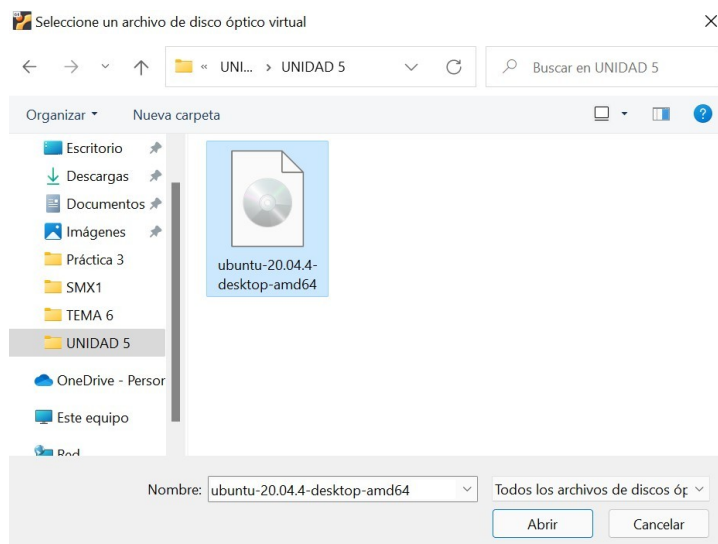 Seleccione un archivo de disco óptico virtual
« UNI... > UNIDAD 5
Buscar en UNIDAD 5
Organizar
Nueva carpeta
Escritorio
Descargas
Documentos
Imágenes
Práctica 3
SMX1
TEMA 6
UNIDAD 5
OneDrive - Persor
Este equipo
Red
ubuntu-20.04.4-
desktop-amd64
Nombre: ubuntu-20.04.4-desktop-amd64
Todos los archivos de discos óp
Abrir
Cancelar